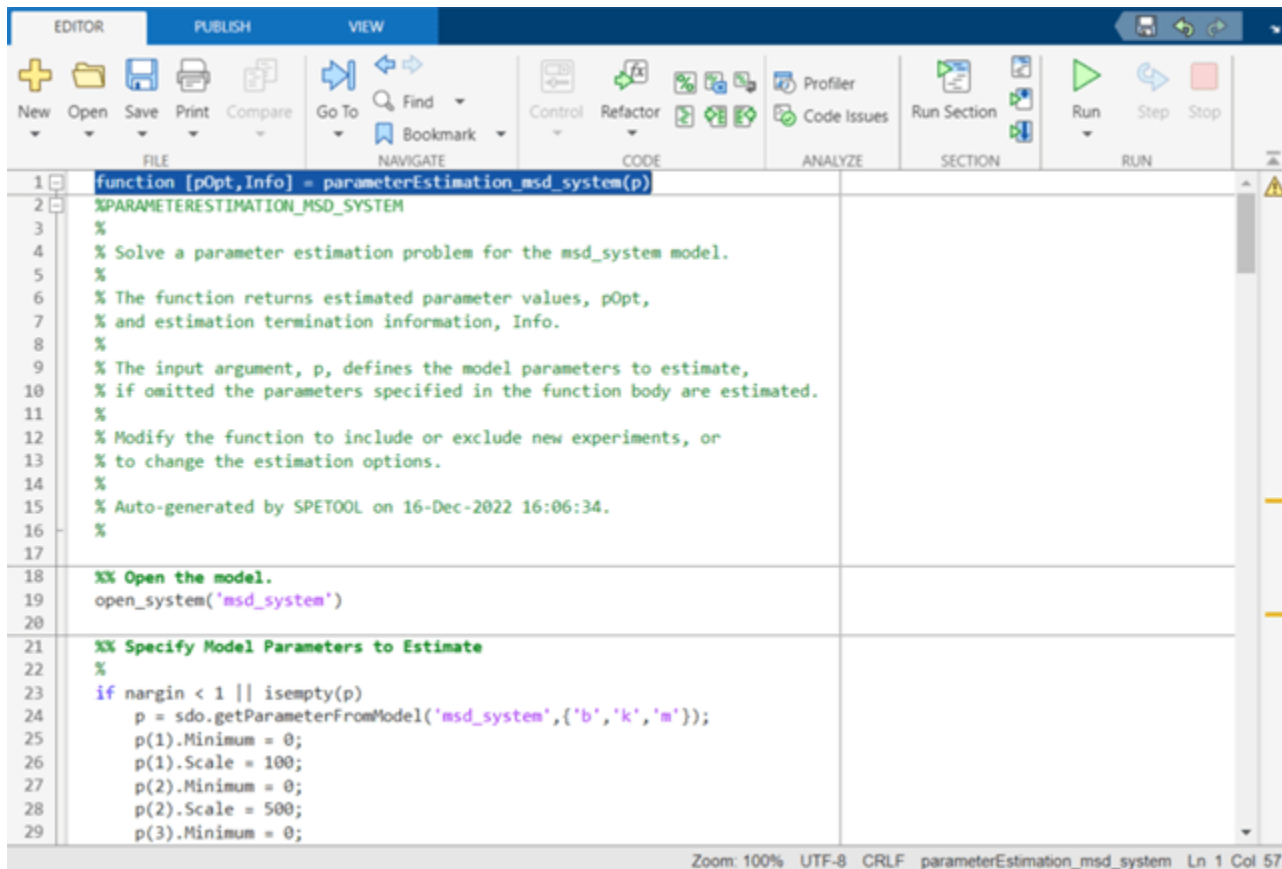 EDITOR PUBLISH VIEW
New Open Save Print Compare
FILE
Go To Find Bookmark
NAVIGATE
Control Refactor
CODE
Profiler
Code Issues
ANALYZE
Run Section
SECTION
Run Step Stop
RUN
1 function [pOpt,Info] = parameterEstimation_msd_system(p)
2 %PARAMETERESTIMATION_MSD_SYSTEM
3 %
4 % Solve a parameter estimation problem for the msd_system model.
5 %
6 % The function returns estimated parameter values, pOpt,
7 % and estimation termination information, Info.
8 %
9 % The input argument, p, defines the model parameters to estimate,
10 % if omitted the parameters specified in the function body are estimated.
11 %
12 % Modify the function to include or exclude new experiments, or
13 % to change the estimation options.
14 %
15 % Auto-generated by SPETOOL on 16-Dec-2022 16:06:34.
16 %
17
18 %% Open the model.
19 open_system('msd_system')
20
21 %% Specify Model Parameters to Estimate
22 %
23 if nargin < 1 || isempty(p)
24 p = sdo.getParameterFromModel('msd_system',{'b','k','m'});
25 p(1).Minimum = 0;
26 p(1).Scale = 100;
27 p(2).Minimum = 0;
28 p(2).Scale = 500;
29 p(3).Minimum = 0;
Zoom: 100% UTF-8 CRLF parameterEstimation_msd_system Ln 1 Col 57